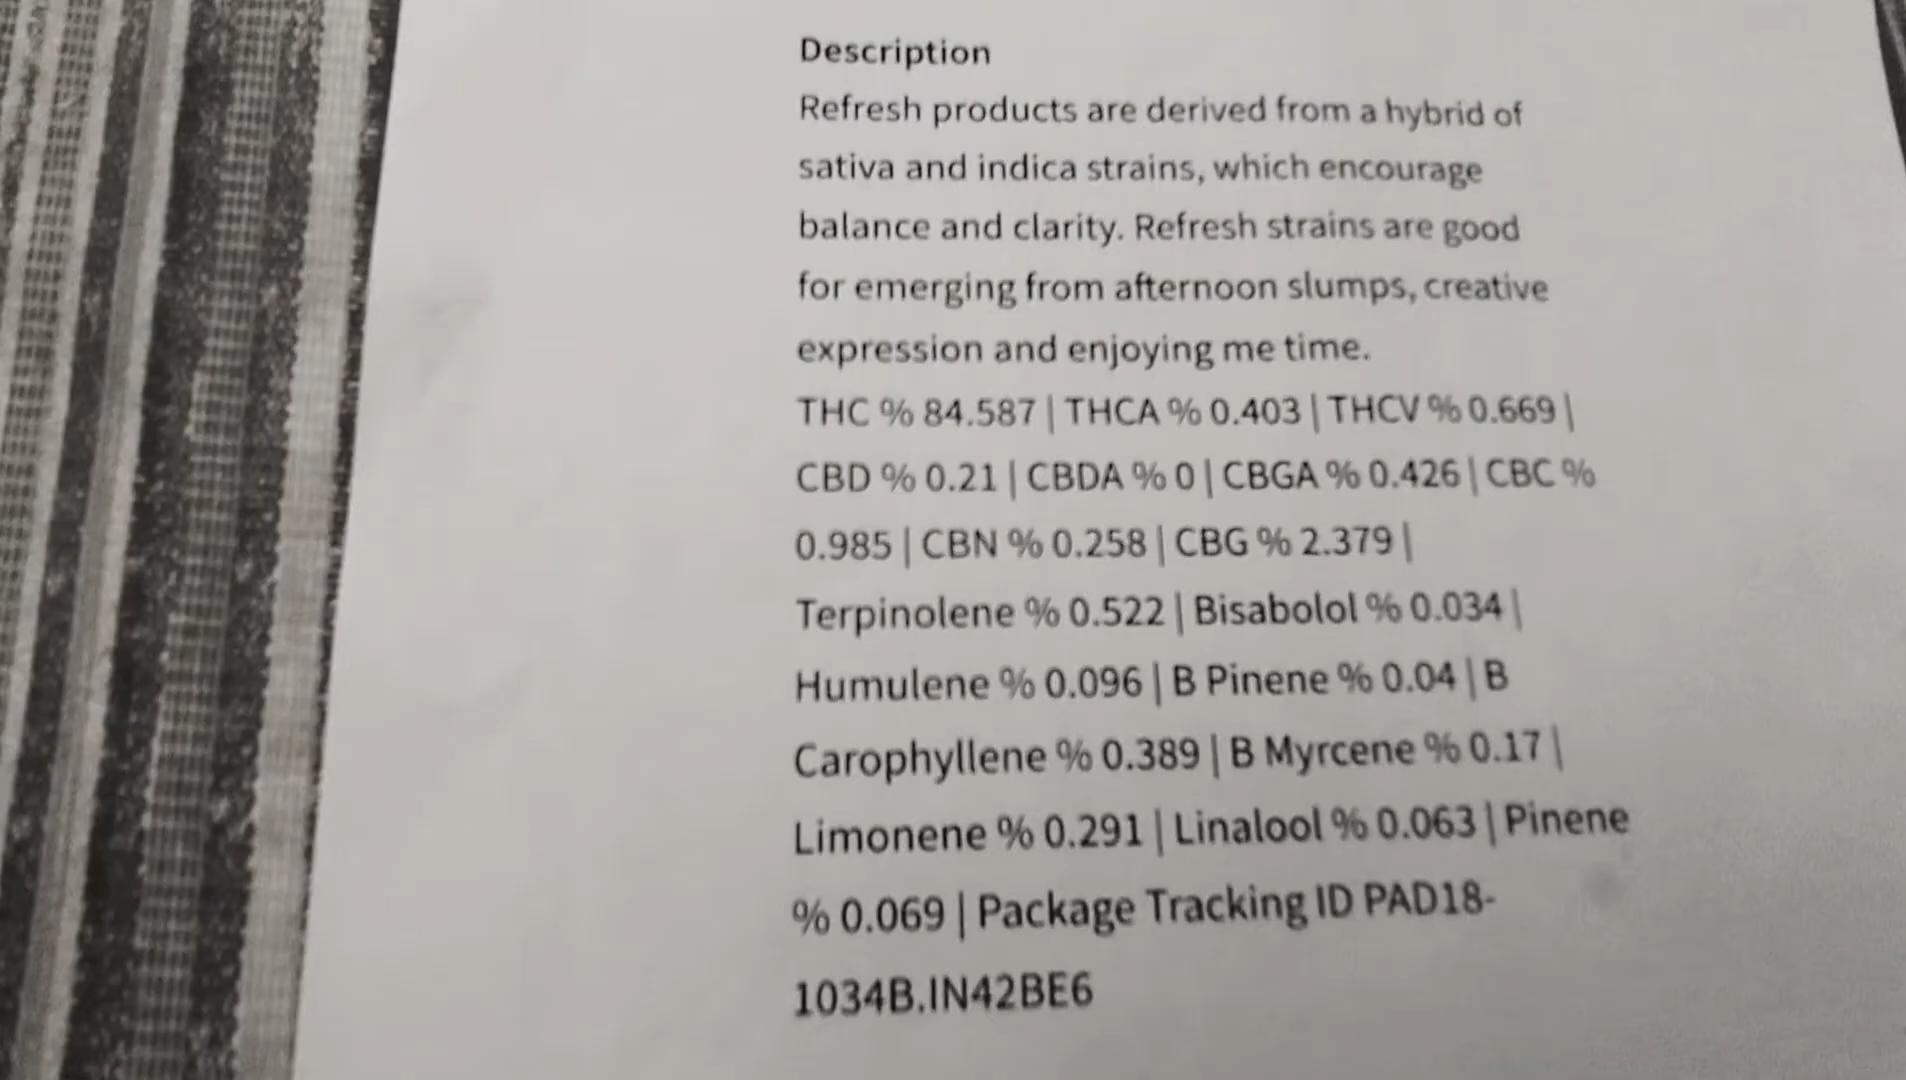 Description
Refresh products are derived from a hybrid of
sativa and indica strains, which encourage
balance and clarity. Refresh strains are good
for emerging from afternoon slumps, creative
expression and enjoying me time.
THC % 84.587 | THCA % 0.403 | THCV % 0.669 |
CBD % 0.21 | CBDA % 0 | CBGA % 0.426 | CBC %
0.985 | CBN % 0.258 | CBG % 2.379 |
Terpinolene % 0.522 | Bisabolol % 0.034 |
Humulene % 0.096 | B Pinene % 0.04 | B
Carophyllene % 0.389 | B Myrcene % 0.17 |
Limonene % 0.291 | Linalool % 0.063 | Pinene
% 0.069 | Package Tracking ID PAD18-
1034B.IN42BE6